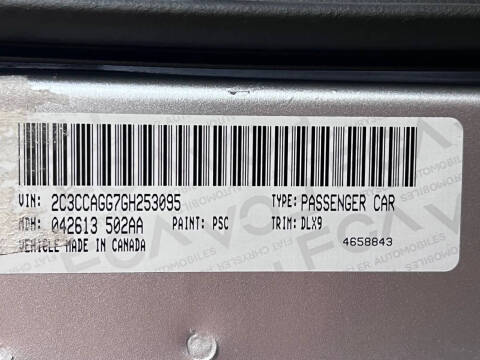 VIN: 2C3CCAGG7GH253095 TYPE: PASSENGER CAR
MDH: 042613 502AA PAINT: PSC TRIM: DLX9
VEHICLE MADE IN CANADA 4658843